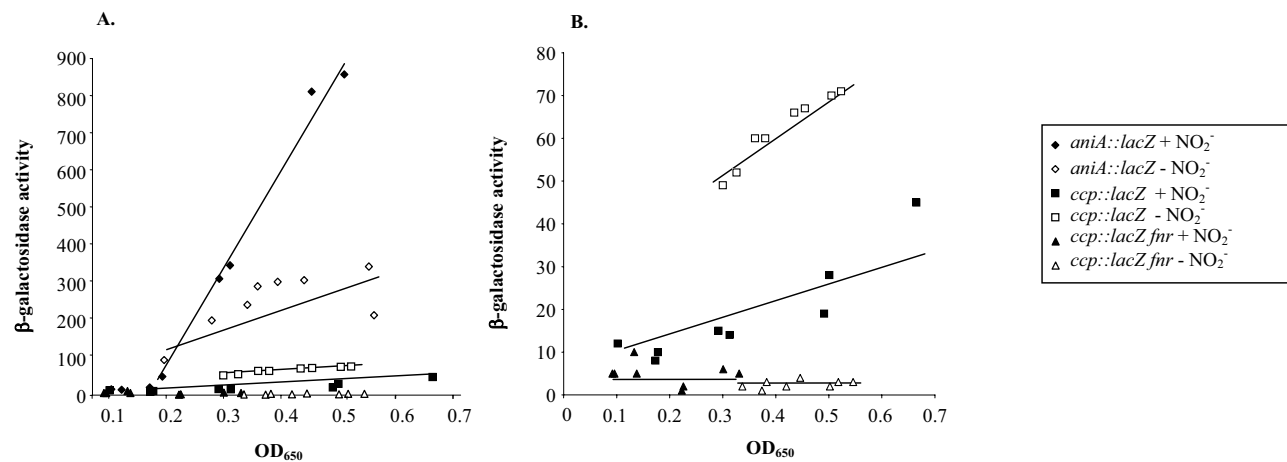 A.
900
800
700
600
500
400
300
200
100
0
0.1
0.2
0.3
0.4
0.5
0.6
0.7
β-galactosidase activity
OD650
B.
80
70
60
50
40
30
20
10
0
0
0.1
0.2
0.3
0.4
0.5
0.6
0.7
β-galactosidase activity
OD650
aniA::lacZ + NO2-
aniA::lacZ - NO2-
ccp::lacZ + NO2-
ccp::lacZ - NO2-
ccp::lacZ fnr + NO2-
ccp::lacZ fnr - NO2-